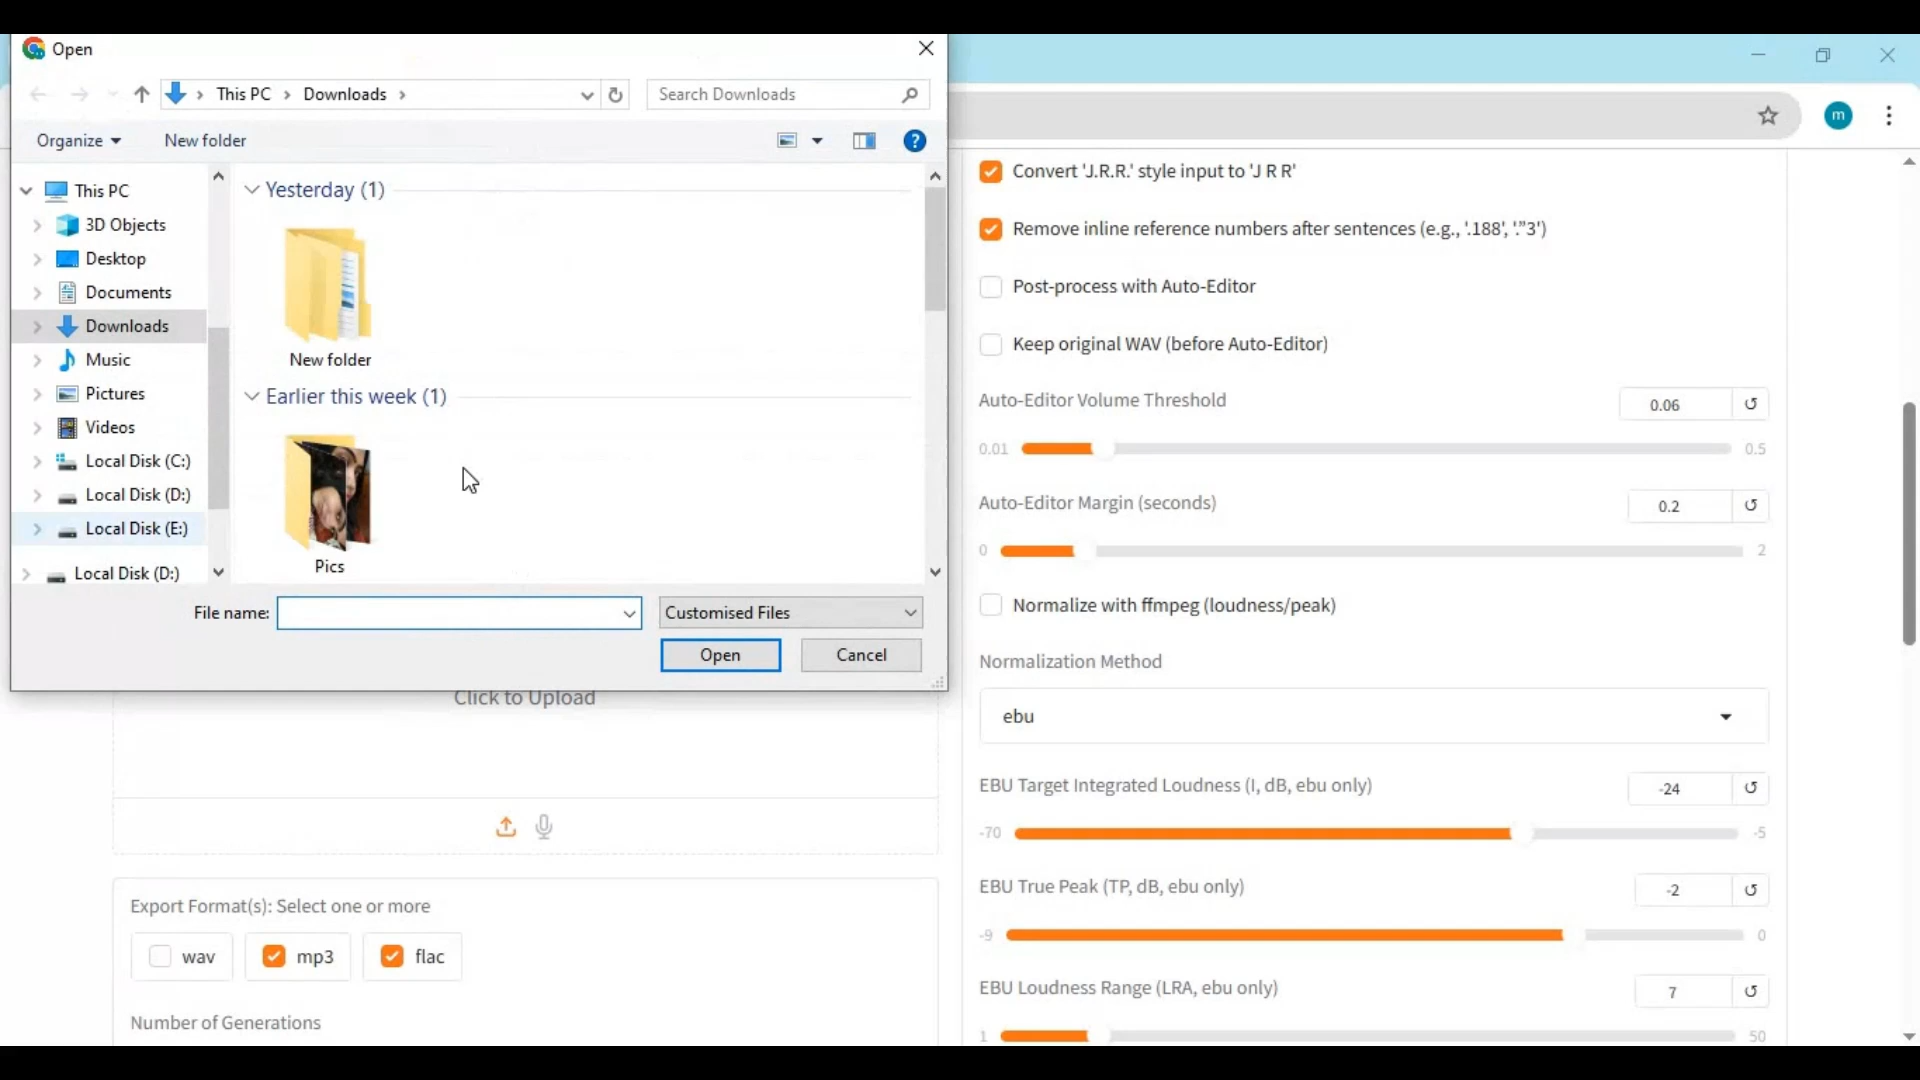 Open
This PC > Downloads >
Search Downloads
Organize
New folder
This PC
3D Objects
Desktop
Documents
Downloads
Music
Pictures
Videos
Local Disk (C:)
Local Disk (D:)
Local Disk (E:)
Local Disk (D:)
Yesterday (1)
New folder
Earlier this week (1)
Pics
File name:
Customised Files
Open
Cancel
Click to Upload
Export Format(s): Select one or more
wav
mp3
flac
Number of Generations
m
Convert 'J.R.R.' style input to 'J R R'
Remove inline reference numbers after sentences (e.g., '.188', '.”3')
Post-process with Auto-Editor
Keep original WAV (before Auto-Editor)
Auto-Editor Volume Threshold
0.06
0.01
0.5
Auto-Editor Margin (seconds)
0.2
0
2
Normalize with ffmpeg (loudness/peak)
Normalization Method
ebu
EBU Target Integrated Loudness (I, dB, ebu only)
-24
-70
-5
EBU True Peak (TP, dB, ebu only)
-2
-9
0
EBU Loudness Range (LRA, ebu only)
7
1
50